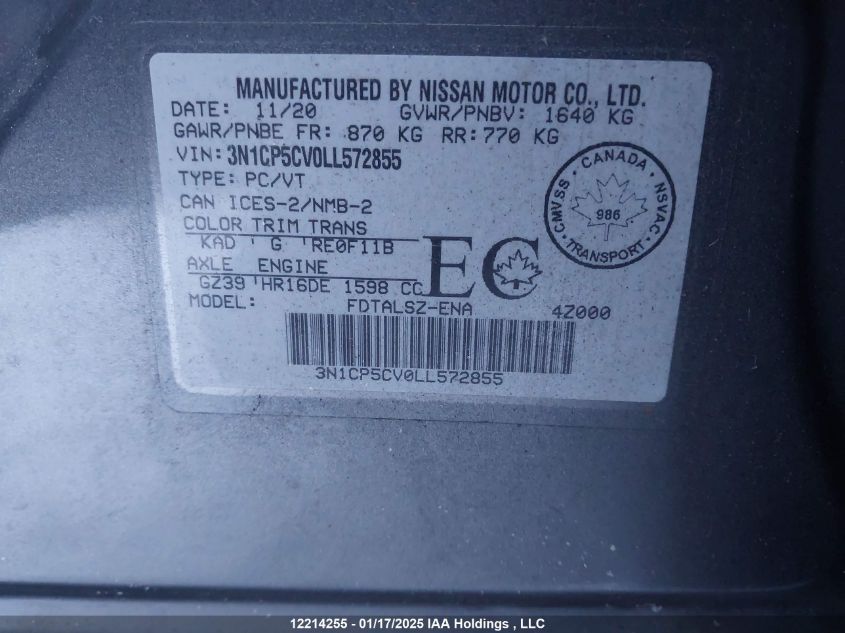 MANUFACTURED BY NISSAN MOTOR CO., LTD.
DATE: 11/20 GVWR/PNBV: 1640 KG
GAWR/PNBE FR: 870 KG RR: 770 KG
VIN: 3N1CP5CV0LL572855
TYPE: PC/VT
CAN ICES-2/NMB-2
COLOR TRIM TRANS
KAD G RE0F11B
AXLE ENGINE
GZ39 HR16DE 1598 CC
EC
MODEL: FDTALSZ-ENA 4Z000
3N1CP5CV0LL572855
CANADA
CMVSS NSVAC
986
TRANSPORT
12214255 - 01/17/2025 IAA Holdings , LLC